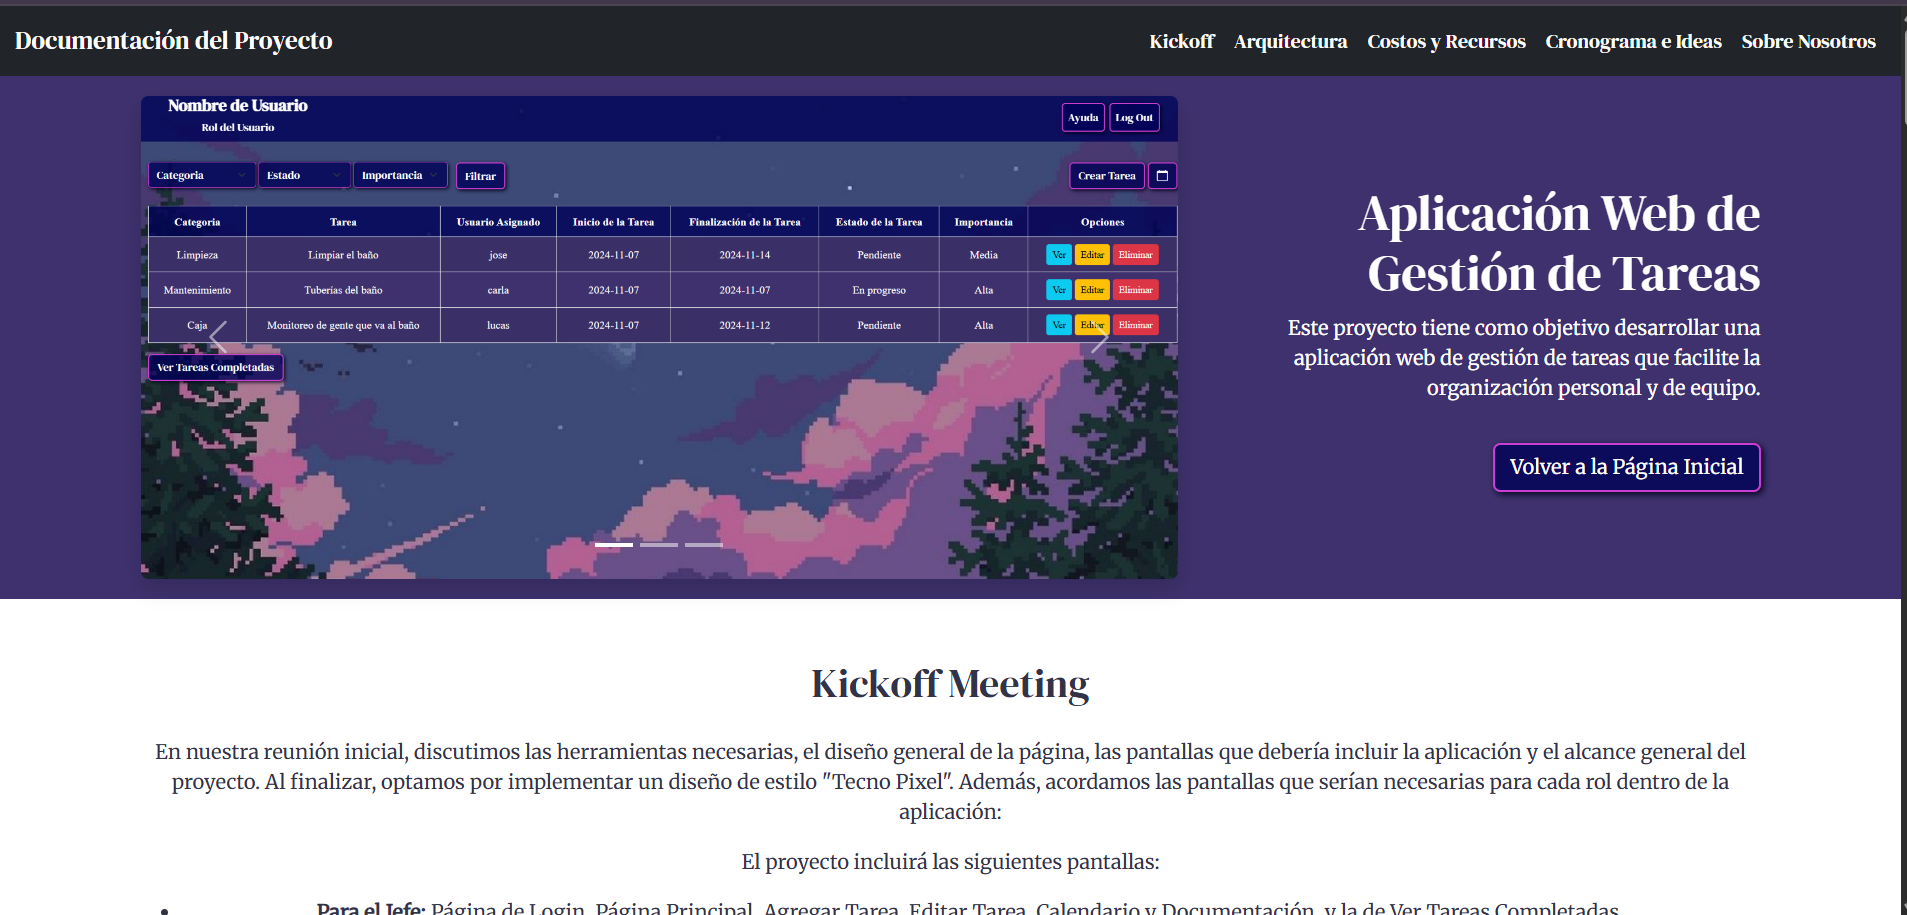 Documentación del Proyecto
Kickoff Arquitectura Costos y Recursos Cronograma e Ideas Sobre Nosotros
Nombre de Usuario
Rol del Usuario
Ayuda Log Out
Categoria Estado Importancia Filtrar Crear Tarea
Categoria Tarea Usuario Asignado Inicio de la Tarea Finalización de la Tarea Estado de la Tarea Importancia Opciones
Limpieza Limpiar el baño jose 2024-11-07 2024-11-14 Pendiente Media Ver Editar Eliminar
Mantenimiento Tuberías del baño carla 2024-11-07 2024-11-07 En progreso Alta Ver Editar Eliminar
Caja Monitoreo de gente que va al baño lucas 2024-11-07 2024-11-12 Pendiente Alta Ver Editar Eliminar
Ver Tareas Completadas
Aplicación Web de
Gestión de Tareas
Este proyecto tiene como objetivo desarrollar una
aplicación web de gestión de tareas que facilite la
organización personal y de equipo.
Volver a la Página Inicial
Kickoff Meeting
En nuestra reunión inicial, discutimos las herramientas necesarias, el diseño general de la página, las pantallas que debería incluir la aplicación y el alcance general del
proyecto. Al finalizar, optamos por implementar un diseño de estilo "Tecno Pixel". Además, acordamos las pantallas que serían necesarias para cada rol dentro de la
aplicación:
El proyecto incluirá las siguientes pantallas:
• Para el Jefe: Página de Login, Página Principal, Agregar Tarea, Editar Tarea, Calendario y Documentación, y la de Ver Tareas Completadas